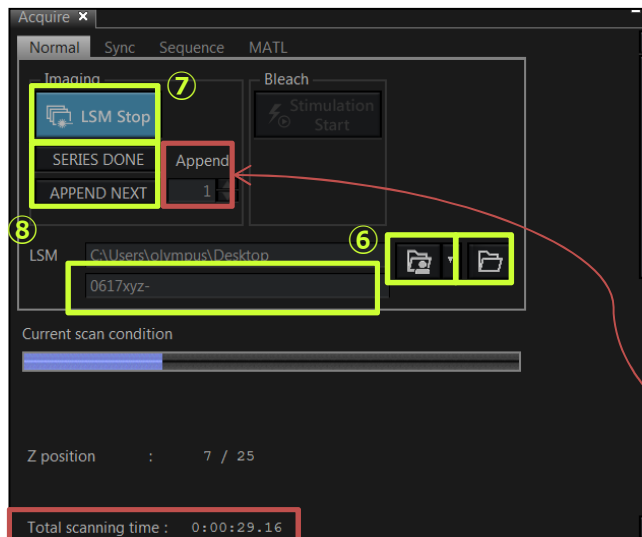 Acquire ×
Normal Sync Sequence MATL
Imaging Bleach
⑦
LSM Stop Stimulation Start
SERIES DONE Append
APPEND NEXT 1
⑧
⑥
LSM C:\Users\olympus\Desktop
0617xyz-
Current scan condition
Z position : 7 / 25
Total scanning time : 0:00:29.16